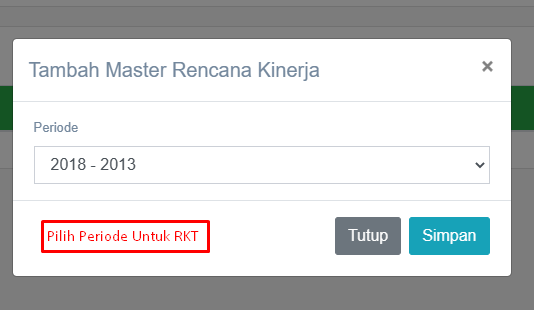 Tambah Master Rencana Kinerja
×
Periode
2018 - 2013
Pilih Periode Untuk RKT
Tutup
Simpan